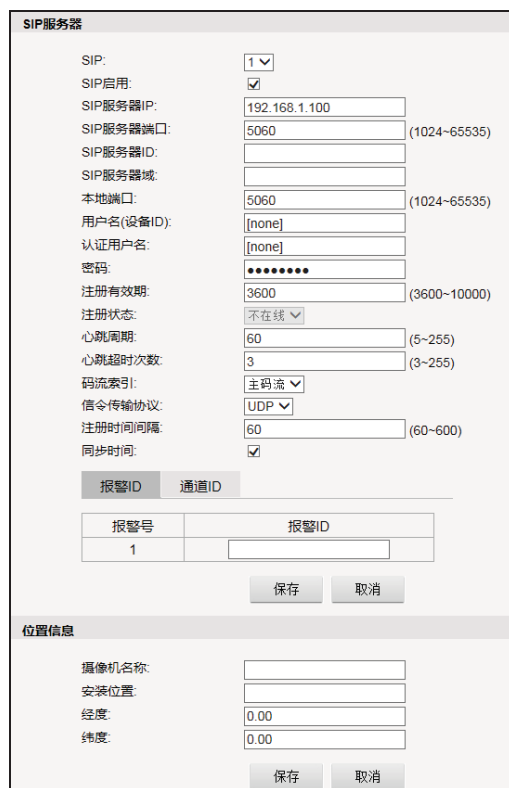 SIP服务器
SIP: 1
SIP启用:
SIP服务器IP: 192.168.1.100
SIP服务器端口: 5060 (1024~65535)
SIP服务器ID:
SIP服务器域:
本地端口: 5060 (1024~65535)
用户名(设备ID): [none]
认证用户名: [none]
密码: ●●●●●●●●
注册有效期: 3600 (3600~10000)
注册状态: 不在线
心跳周期: 60 (5~255)
心跳超时次数: 3 (3~255)
码流索引: 主码流
信令传输协议: UDP
注册时间间隔: 60 (60~600)
同步时间:
报警ID 通道ID
报警号 报警ID
1
保存 取消
位置信息
摄像机名称:
安装位置:
经度: 0.00
纬度: 0.00
保存 取消